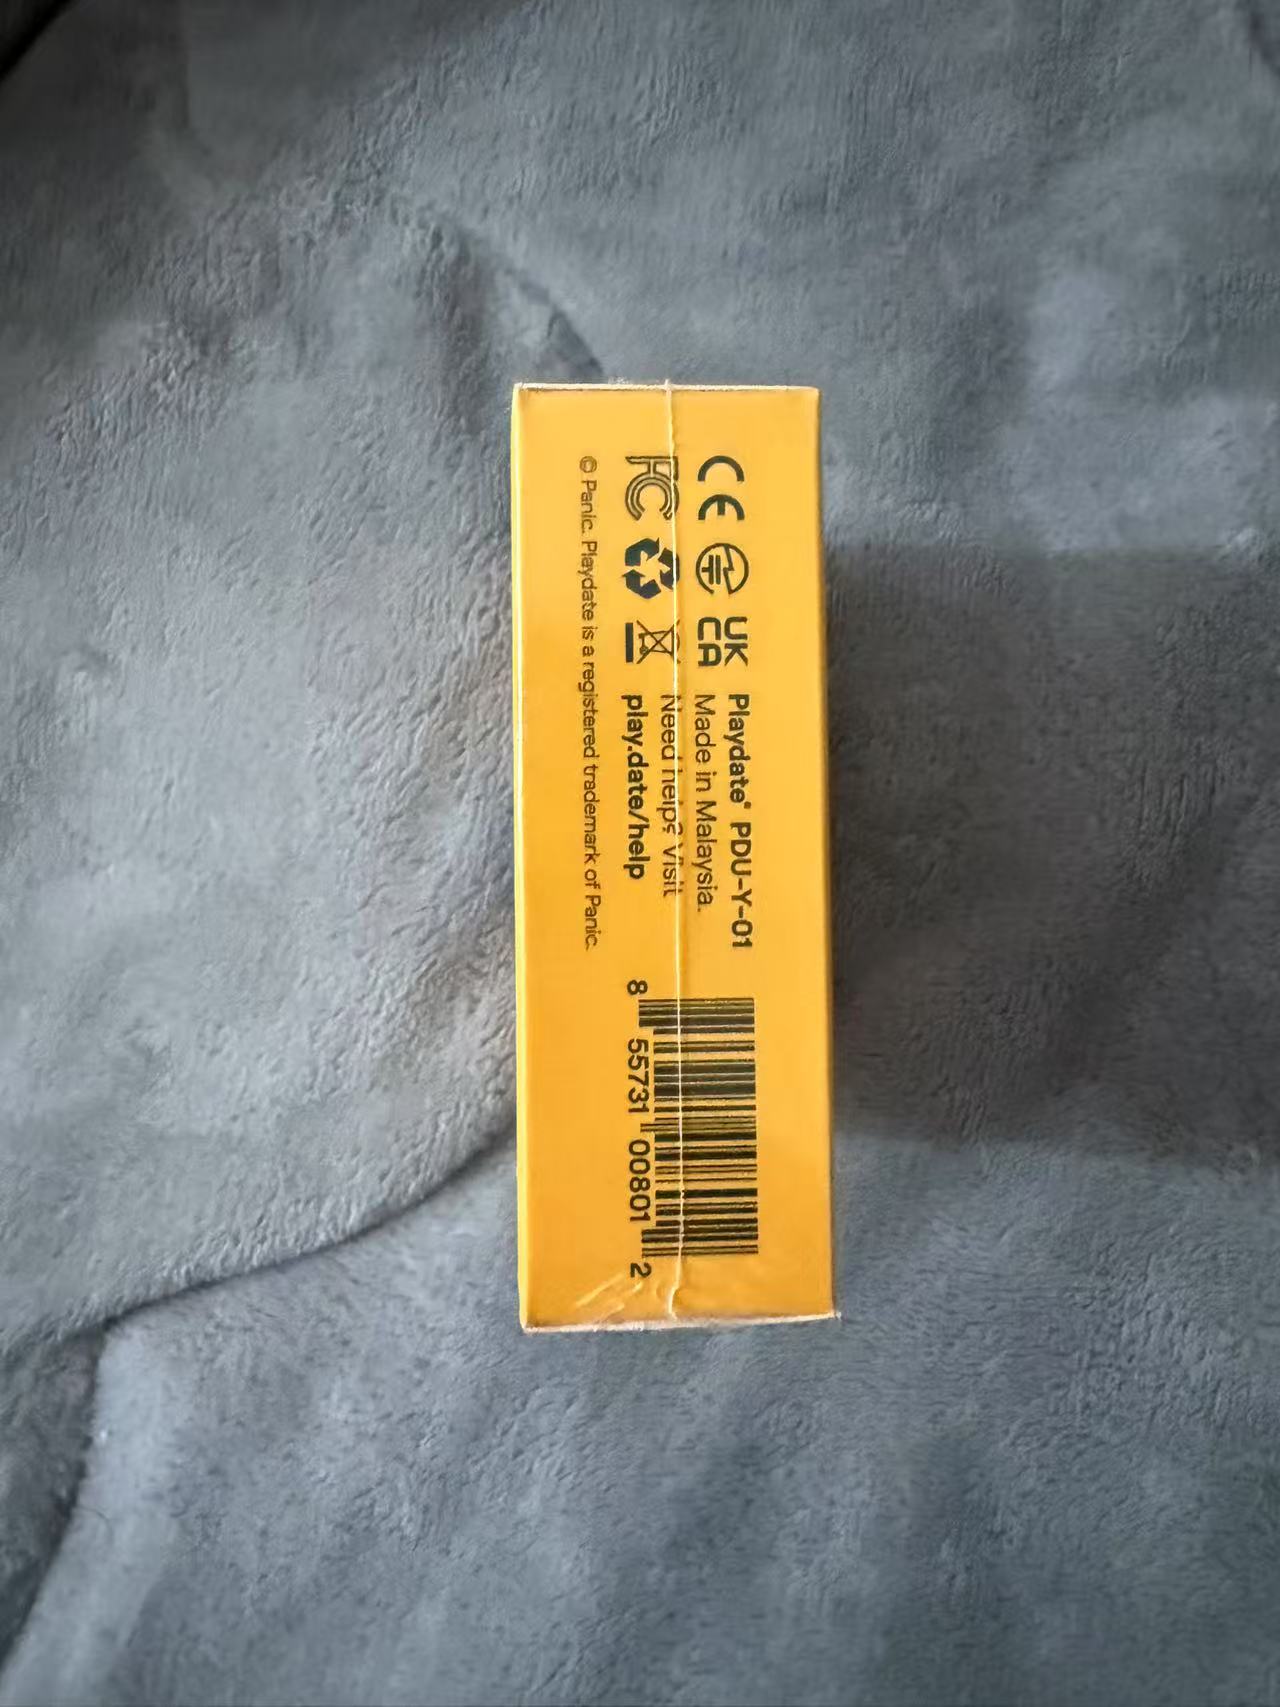 CE UK CA
FC
Playdate® PDU-Y-01
Made in Malaysia.
Need help? Visit
play.date/help
© Panic. Playdate is a registered trademark of Panic.
8 55731 00801 2